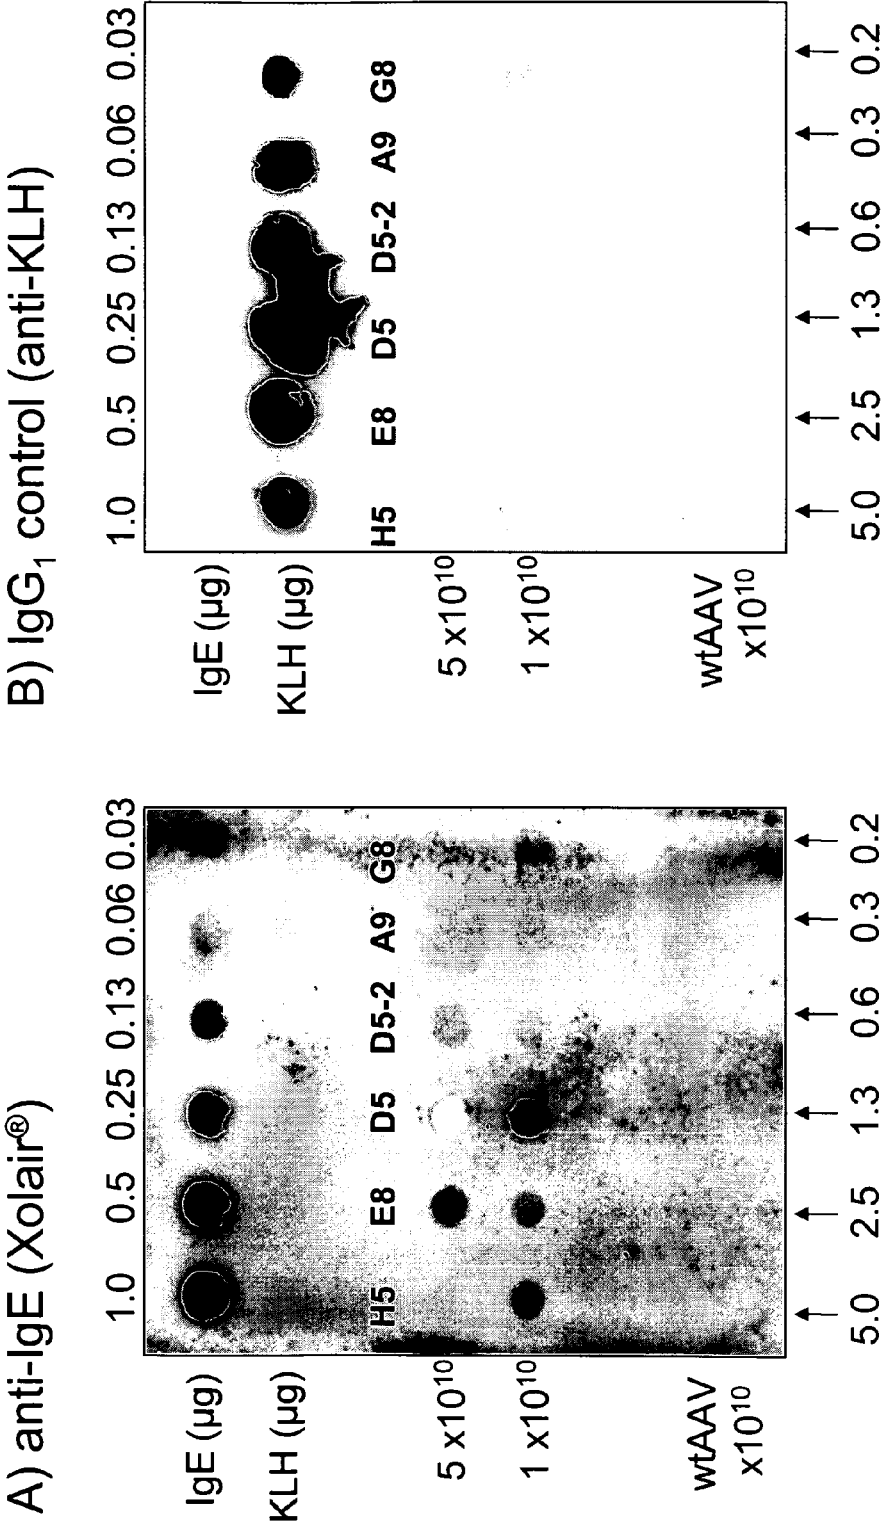 A) anti-IgE (Xolair®)
1.0 0.5 0.25 0.13 0.06 0.03
IgE (µg)
KLH (µg)
H5 E8 D5 D5-2 A9 G8
5 x10¹⁰
1 x10¹⁰
wtAAV
x10¹⁰
5.0 2.5 1.3 0.6 0.3 0.2
B) IgG₁ control (anti-KLH)
1.0 0.5 0.25 0.13 0.06 0.03
IgE (µg)
KLH (µg)
H5 E8 D5 D5-2 A9 G8
5 x10¹⁰
1 x10¹⁰
wtAAV
x10¹⁰
5.0 2.5 1.3 0.6 0.3 0.2